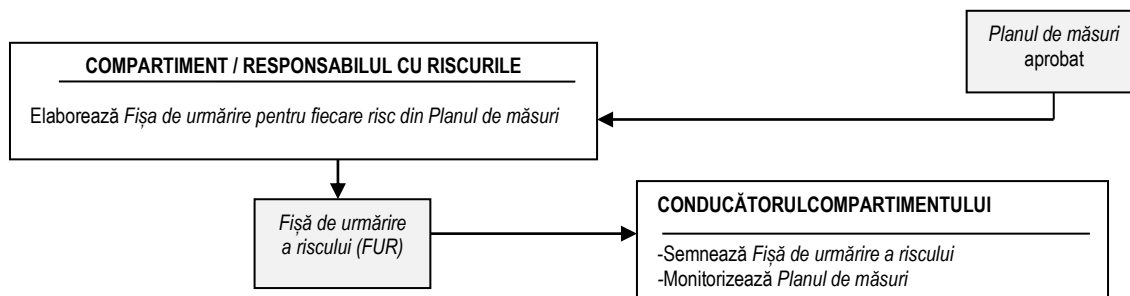 Planul de măsuri
aprobat
COMPARTIMENT / RESPONSABILUL CU RISCURILE
Elaborează Fișa de urmărire pentru fiecare risc din Planul de măsuri
Fișă de urmărire
a riscului (FUR)
CONDUCĂTORULCOMPARTIMENTULUI
-Semnează Fișă de urmărire a riscului
-Monitorizează Planul de măsuri